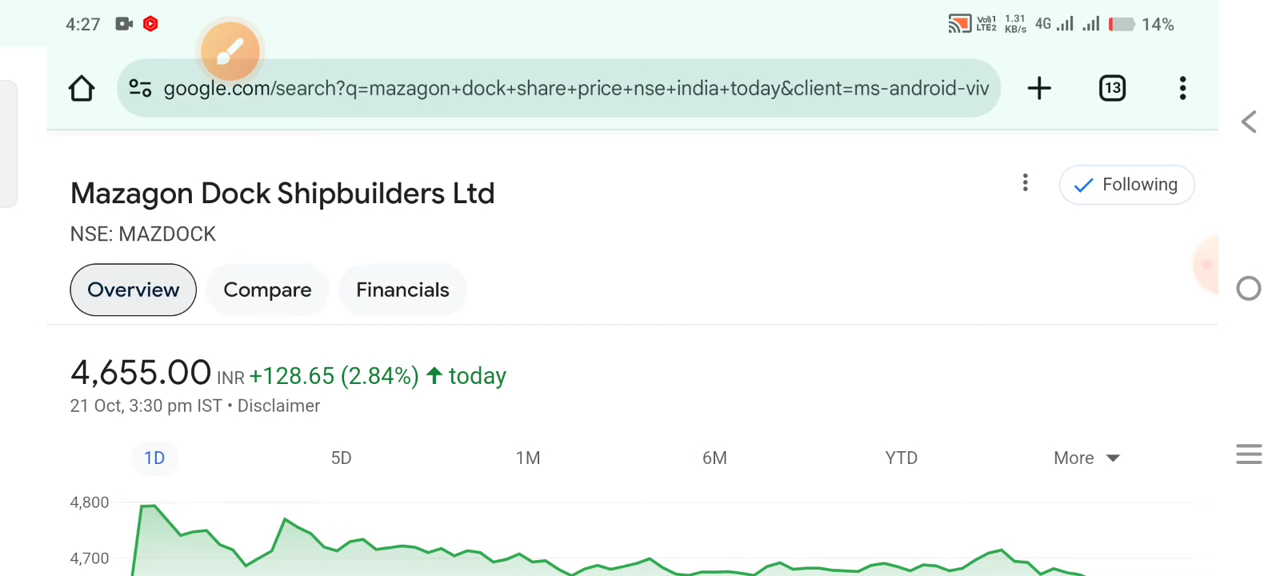 4:27
Vo1 LTE2 1.31 KB/s 4G 14%
google.com/search?q=mazagon+dock+share+price+nse+india+today&client=ms-android-viv
13
Mazagon Dock Shipbuilders Ltd
Following
NSE: MAZDOCK
Overview Compare Financials
4,655.00 INR +128.65 (2.84%) ↑ today
21 Oct, 3:30 pm IST • Disclaimer
1D 5D 1M 6M YTD More
4,800
4,700